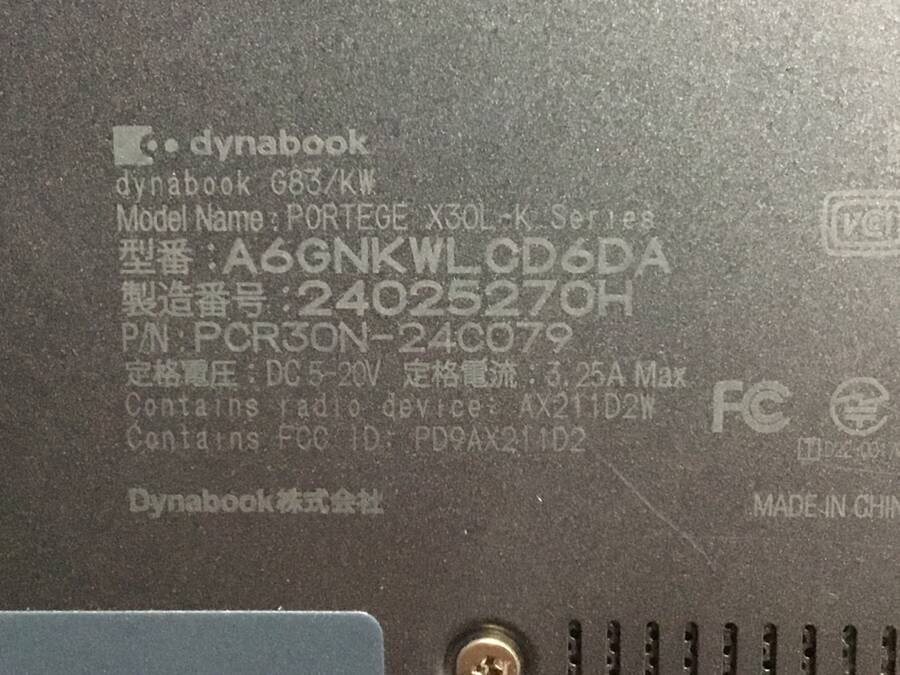 dynabook
dynabook G83/KW
Model Name : PORTEGE X30L-K Series
型番 : A6GNKWLCD6DA
製造番号 : 24025270H
P/N : PCR30N-24C079
定格電圧 : DC 5-20V 定格電流 : 3.25A Max
Contains radio device: AX211D2W
Contains FCC ID: PD9AX211D2
FC
Dynabook株式会社
MADE IN CHIN